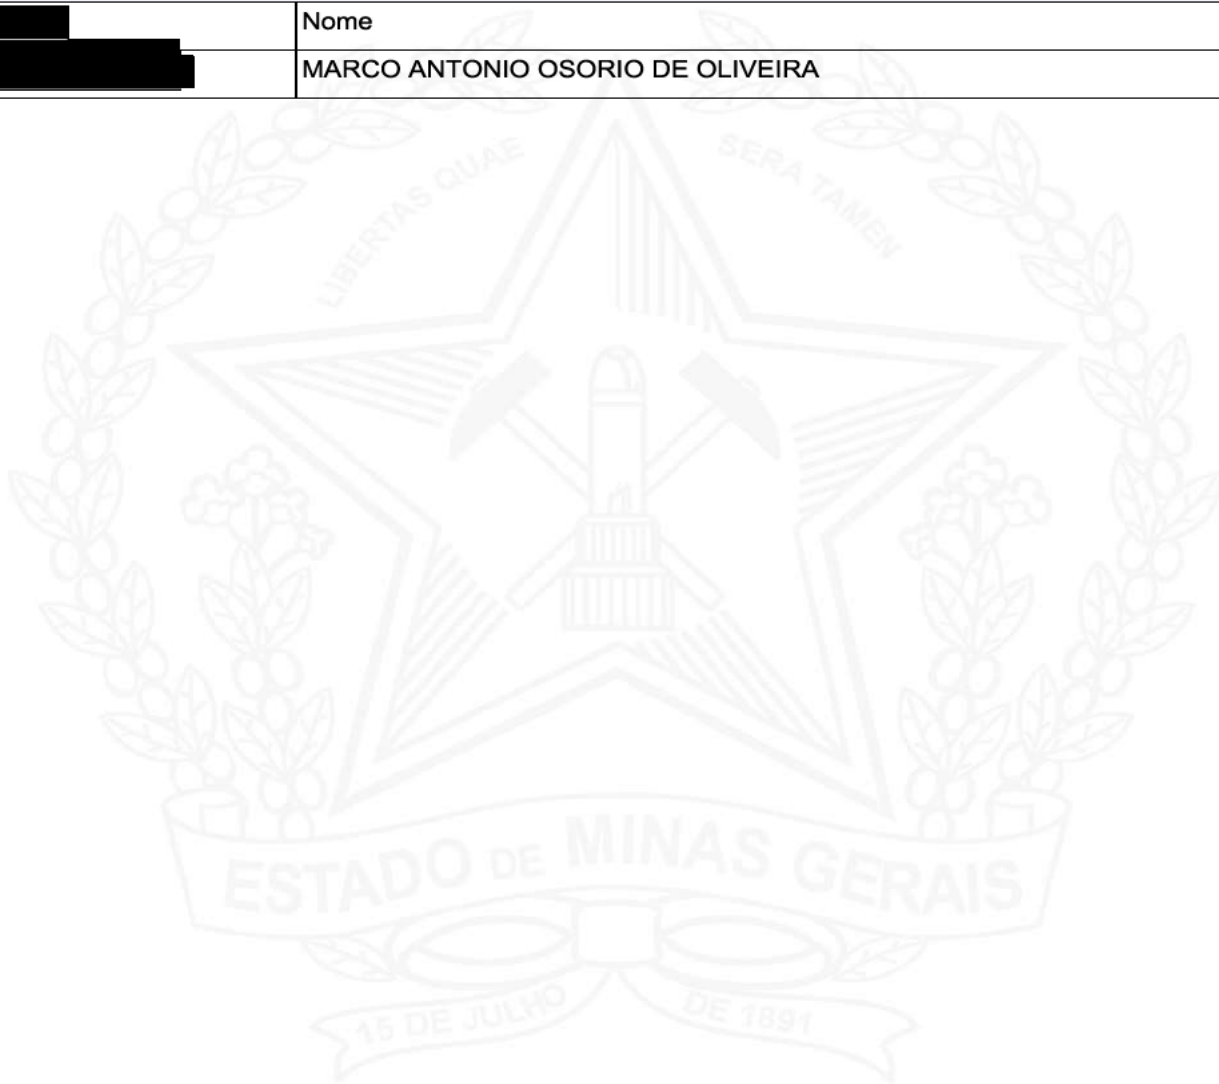 Nome
MARCO ANTONIO OSORIO DE OLIVEIRA
LIBERTAS QUAE SERA TAMEN
ESTADO DE MINAS GERAIS
15 DE JULHO DE 1891